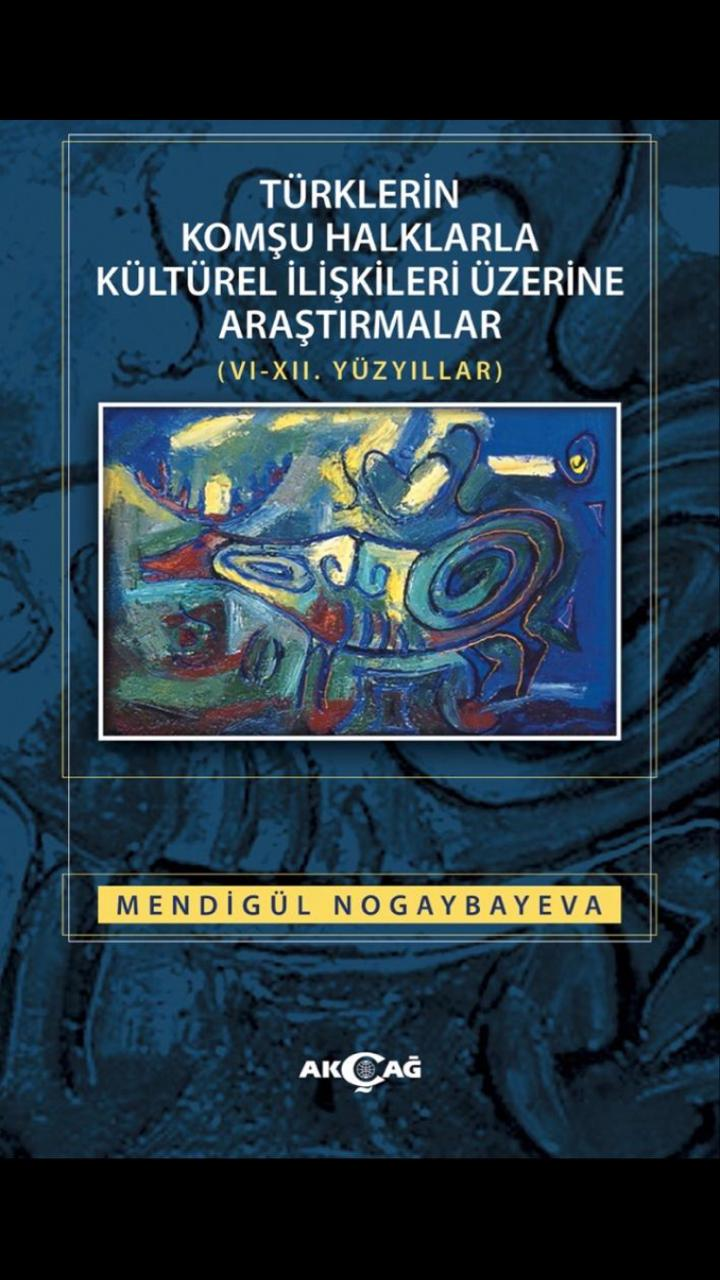 TÜRKLERİN
KOMŞU HALKLARLA
KÜLTÜREL İLİŞKİLERİ ÜZERİNE
ARAŞTIRMALAR
(VI-XII. YÜZYILLAR)
MENDİGÜL NOGAYBAYEVA
AKÇAĞ